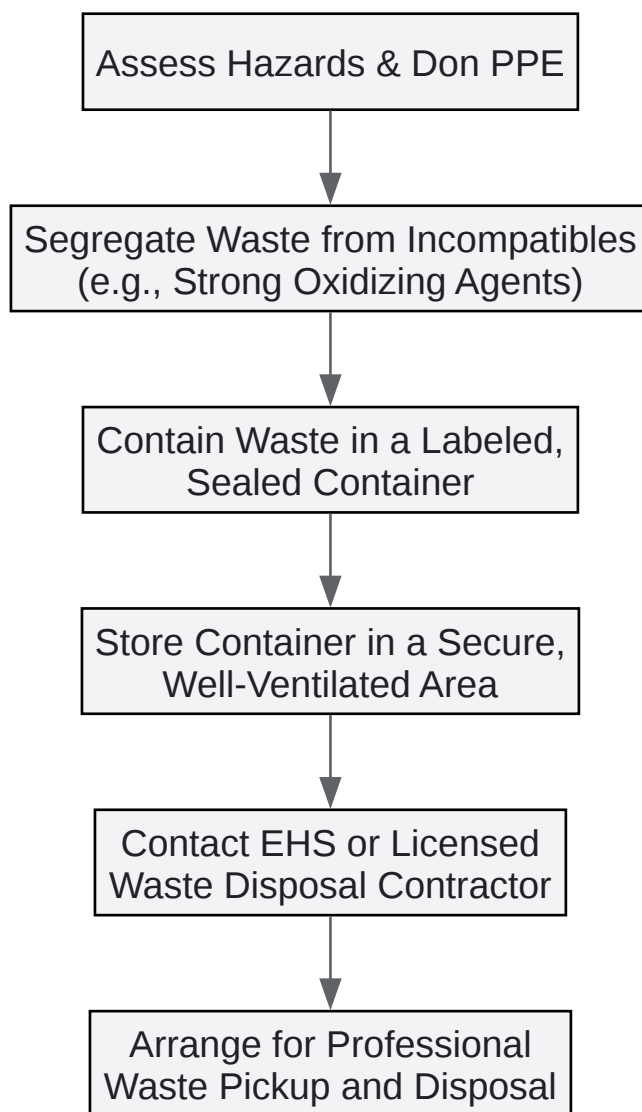 Assess Hazards & Don PPE
Segregate Waste from Incompatibles
(e.g., Strong Oxidizing Agents)
Contain Waste in a Labeled,
Sealed Container
Store Container in a Secure,
Well-Ventilated Area
Contact EHS or Licensed
Waste Disposal Contractor
Arrange for Professional
Waste Pickup and Disposal